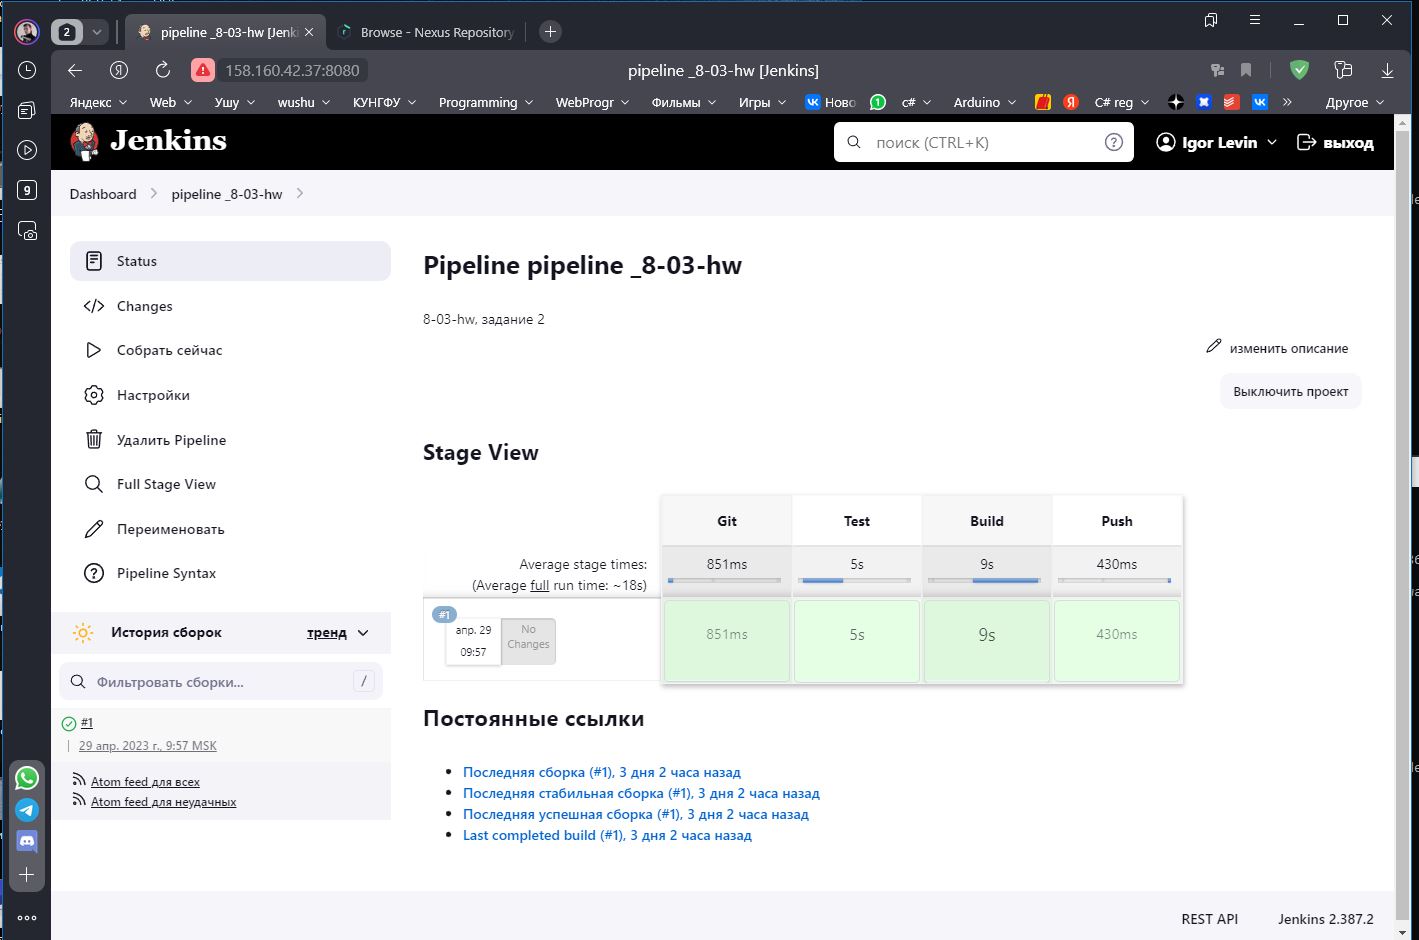 2
pipeline _8-03-hw [Jenki
Browse - Nexus Repository
158.160.42.37:8080
pipeline _8-03-hw [Jenkins]
Яндекс
Web
Ушу
wushu
КУНГФУ
Programming
WebProgr
Фильмы
Игры
Ново
1
c#
Arduino
C# reg
»
Другое
9
Jenkins
поиск (CTRL+K)
Igor Levin
выход
Dashboard
pipeline _8-03-hw
Status
Changes
Собрать сейчас
Настройки
Удалить Pipeline
Full Stage View
Переименовать
Pipeline Syntax
История сборок
тренд
Фильтровать сборки...
/
#1
29 апр. 2023 г., 9:57 MSK
Atom feed для всех
Atom feed для неудачных
Pipeline pipeline _8-03-hw
8-03-hw, задание 2
изменить описание
Выключить проект
Stage View
Git Test Build Push
Average stage times: 851ms 5s 9s 430ms
(Average full run time: ~18s)
#1
апр. 29
09:57
No
Changes
851ms 5s 9s 430ms
Постоянные ссылки
Последняя сборка (#1), 3 дня 2 часа назад
Последняя стабильная сборка (#1), 3 дня 2 часа назад
Последняя успешная сборка (#1), 3 дня 2 часа назад
Last completed build (#1), 3 дня 2 часа назад
REST API
Jenkins 2.387.2